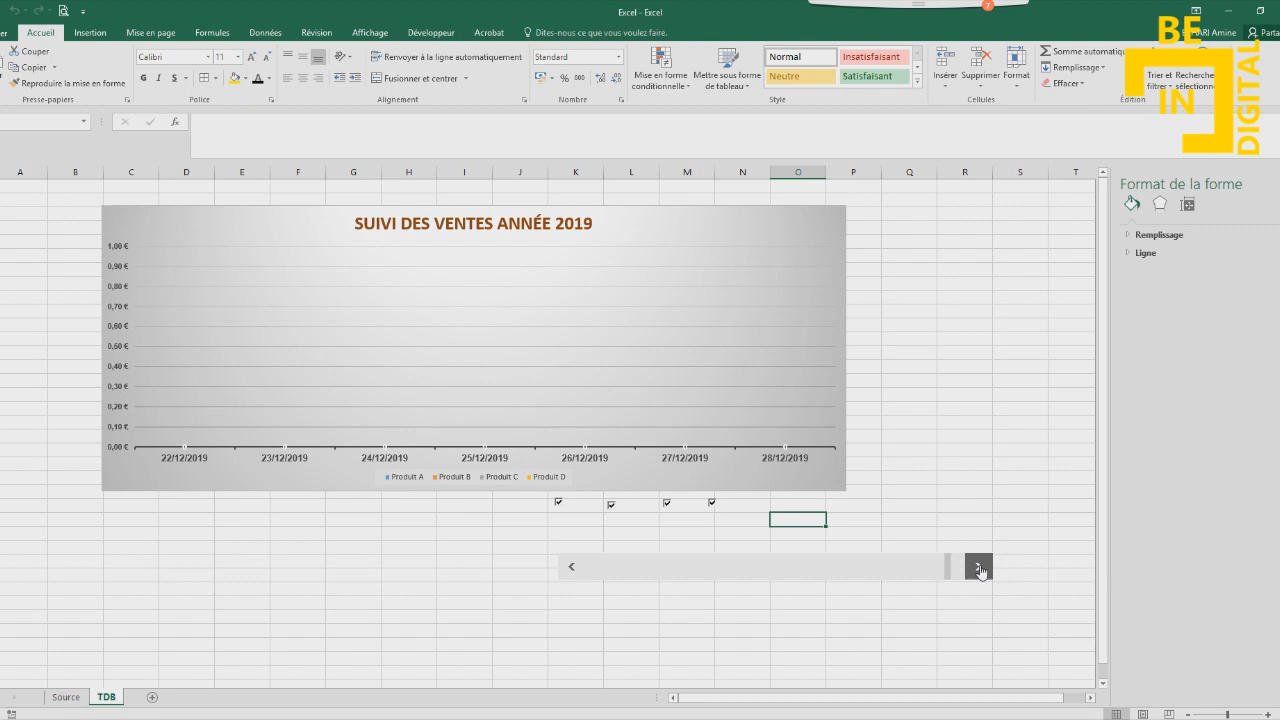 Excel - Excel
7
BE
IN
DIGITAL
Accueil Insertion Mise en page Formules Données Révision Affichage Développeur Acrobat Dites-nous ce que vous voulez faire. Amine Parta
Couper
Copier
Reproduire la mise en forme
Presse-papiers
Calibri 11 A A
G I S A
Police
Renvoyer à la ligne automatiquement
Fusionner et centrer
Alignement
Standard
% 000
Nombre
Mise en forme conditionnelle
Mettre sous forme de tableau
Normal Insatisfaisant
Neutre Satisfaisant
Style
Insérer Supprimer Format
Cellules
Somme automatique
Remplissage
Effacer
Trier et filtrer
Recherche sélectionne
Édition
fx
A B C D E F G H I J K L M N O P Q R S T
Format de la forme
Remplissage
Ligne
SUIVI DES VENTES ANNÉE 2019
1,00 €
0,90 €
0,80 €
0,70 €
0,60 €
0,50 €
0,40 €
0,30 €
0,20 €
0,10 €
0,00 €
22/12/2019 23/12/2019 24/12/2019 25/12/2019 26/12/2019 27/12/2019 28/12/2019
Produit A Produit B Produit C Produit D
Source TDB